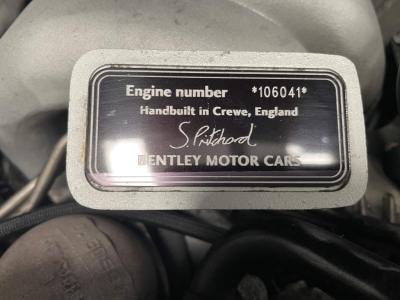 Engine number *106041*
Handbuilt in Crewe, England
S Pritchard
BENTLEY MOTOR CARS